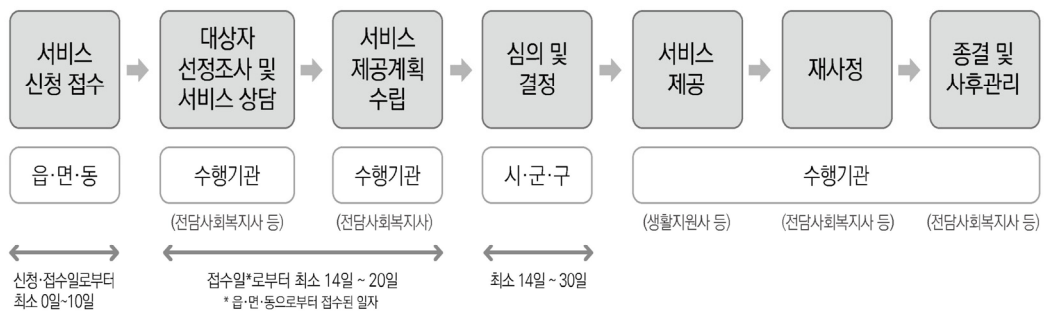 서비스
신청 접수
대상자
선정조사 및
서비스 상담
서비스
제공계획
수립
심의 및
결정
서비스
제공
재사정
종결 및
사후관리
읍·면·동
수행기관
수행기관
시·군·구
수행기관
(전담사회복지사 등)
(전담사회복지사)
(생활지원사 등)
(전담사회복지사 등)
(전담사회복지사 등)
신청·접수일로부터
최소 0일~10일
접수일*로부터 최소 14일 ~ 20일
* 읍·면·동으로부터 접수된 일자
최소 14일 ~ 30일